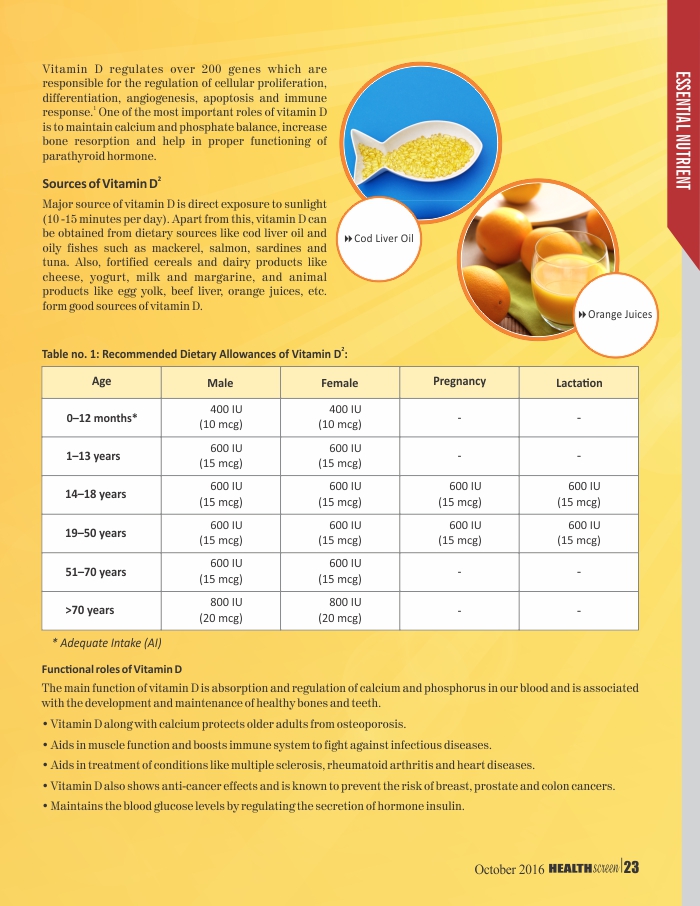 Vitamin D regulates over 200 genes which are
responsible for the regulation of cellular proliferation,
differentiation, angiogenesis, apoptosis and immune
response.¹ One of the most important roles of vitamin D
is to maintain calcium and phosphate balance, increase
bone resorption and help in proper functioning of
parathyroid hormone.
Sources of Vitamin D²
Major source of vitamin D is direct exposure to sunlight
(10 -15 minutes per day). Apart from this, vitamin D can
be obtained from dietary sources like cod liver oil and
oily fishes such as mackerel, salmon, sardines and
tuna. Also, fortified cereals and dairy products like
cheese, yogurt, milk and margarine, and animal
products like egg yolk, beef liver, orange juices, etc.
form good sources of vitamin D.
Cod Liver Oil
Orange Juices
ESSENTIAL NUTRIENT
Table no. 1: Recommended Dietary Allowances of Vitamin D²:
Age Male Female Pregnancy Lactation
0–12 months* 400 IU (10 mcg) 400 IU (10 mcg) - -
1–13 years 600 IU (15 mcg) 600 IU (15 mcg) - -
14–18 years 600 IU (15 mcg) 600 IU (15 mcg) 600 IU (15 mcg) 600 IU (15 mcg)
19–50 years 600 IU (15 mcg) 600 IU (15 mcg) 600 IU (15 mcg) 600 IU (15 mcg)
51–70 years 600 IU (15 mcg) 600 IU (15 mcg) - -
>70 years 800 IU (20 mcg) 800 IU (20 mcg) - -
* Adequate Intake (AI)
Functional roles of Vitamin D
The main function of vitamin D is absorption and regulation of calcium and phosphorus in our blood and is associated
with the development and maintenance of healthy bones and teeth.
• Vitamin D along with calcium protects older adults from osteoporosis.
• Aids in muscle function and boosts immune system to fight against infectious diseases.
• Aids in treatment of conditions like multiple sclerosis, rheumatoid arthritis and heart diseases.
• Vitamin D also shows anti-cancer effects and is known to prevent the risk of breast, prostate and colon cancers.
• Maintains the blood glucose levels by regulating the secretion of hormone insulin.
October 2016 HEALTH screen | 23